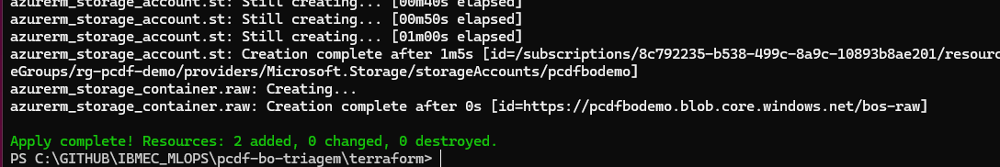 azurerm_storage_account.st: Still creating... [00m40s elapsed]
azurerm_storage_account.st: Still creating... [00m50s elapsed]
azurerm_storage_account.st: Still creating... [01m00s elapsed]
azurerm_storage_account.st: Creation complete after 1m5s [id=/subscriptions/8c792235-b538-499c-8a9c-10893b8ae201/resourc
eGroups/rg-pcdf-demo/providers/Microsoft.Storage/storageAccounts/pcdfbodemo]
azurerm_storage_container.raw: Creating...
azurerm_storage_container.raw: Creation complete after 0s [id=https://pcdfbodemo.blob.core.windows.net/bos-raw]
Apply complete! Resources: 2 added, 0 changed, 0 destroyed.
PS C:\GITHUB\IBMEC_MLOPS\pcdf-bo-triagem\terraform>